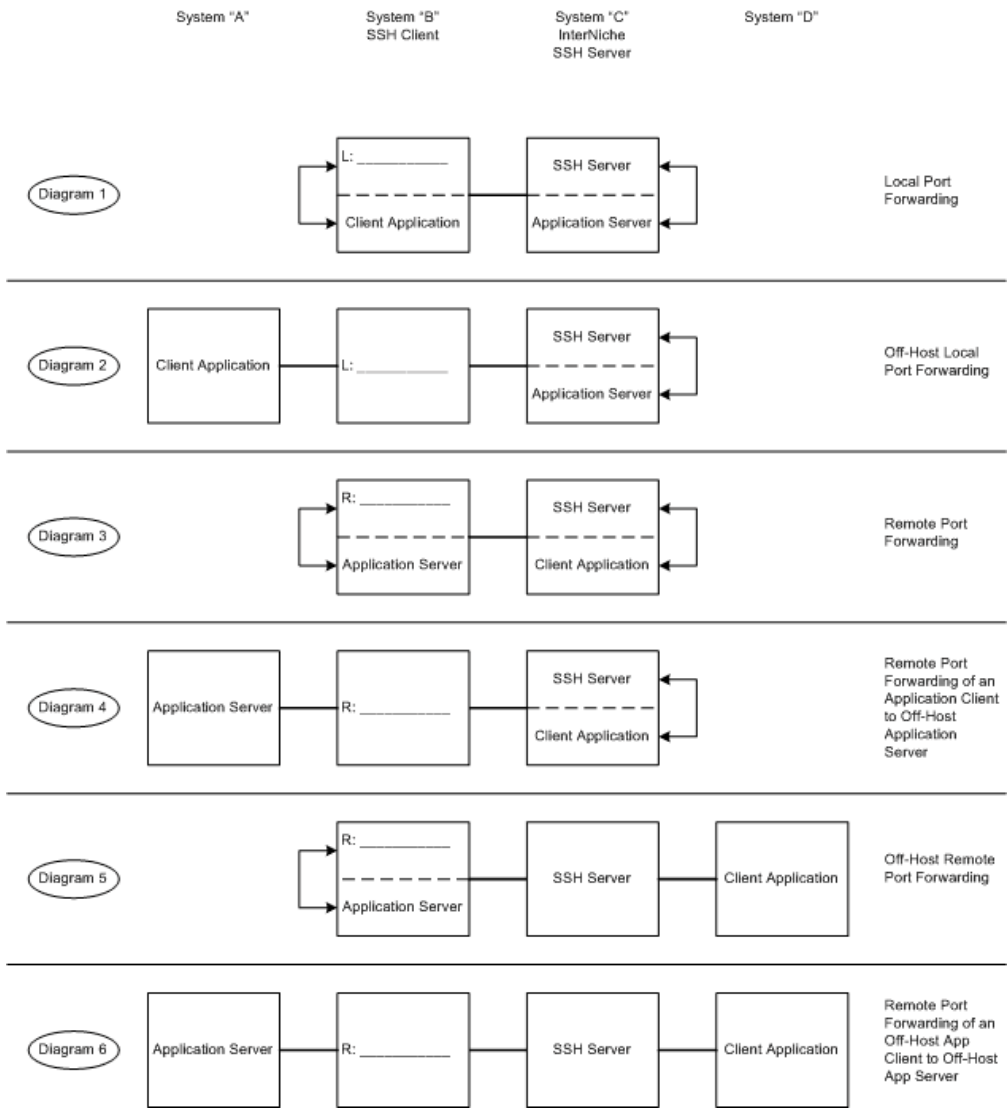 System “A”
System “B”
SSH Client
System “C”
InterNiche
SSH Server
System “D”
Diagram 1
L: ___________
Client Application
SSH Server
Application Server
Local Port
Forwarding
Diagram 2
Client Application
L: ___________
SSH Server
Application Server
Off-Host Local
Port Forwarding
Diagram 3
R: ___________
Application Server
SSH Server
Client Application
Remote Port
Forwarding
Diagram 4
Application Server
R: ___________
SSH Server
Client Application
Remote Port
Forwarding of an
Application Client
to Off-Host
Application
Server
Diagram 5
R: ___________
Application Server
SSH Server
Client Application
Off-Host Remote
Port Forwarding
Diagram 6
Application Server
R: ___________
SSH Server
Client Application
Remote Port
Forwarding of an
Off-Host App
Client to Off-Host
App Server